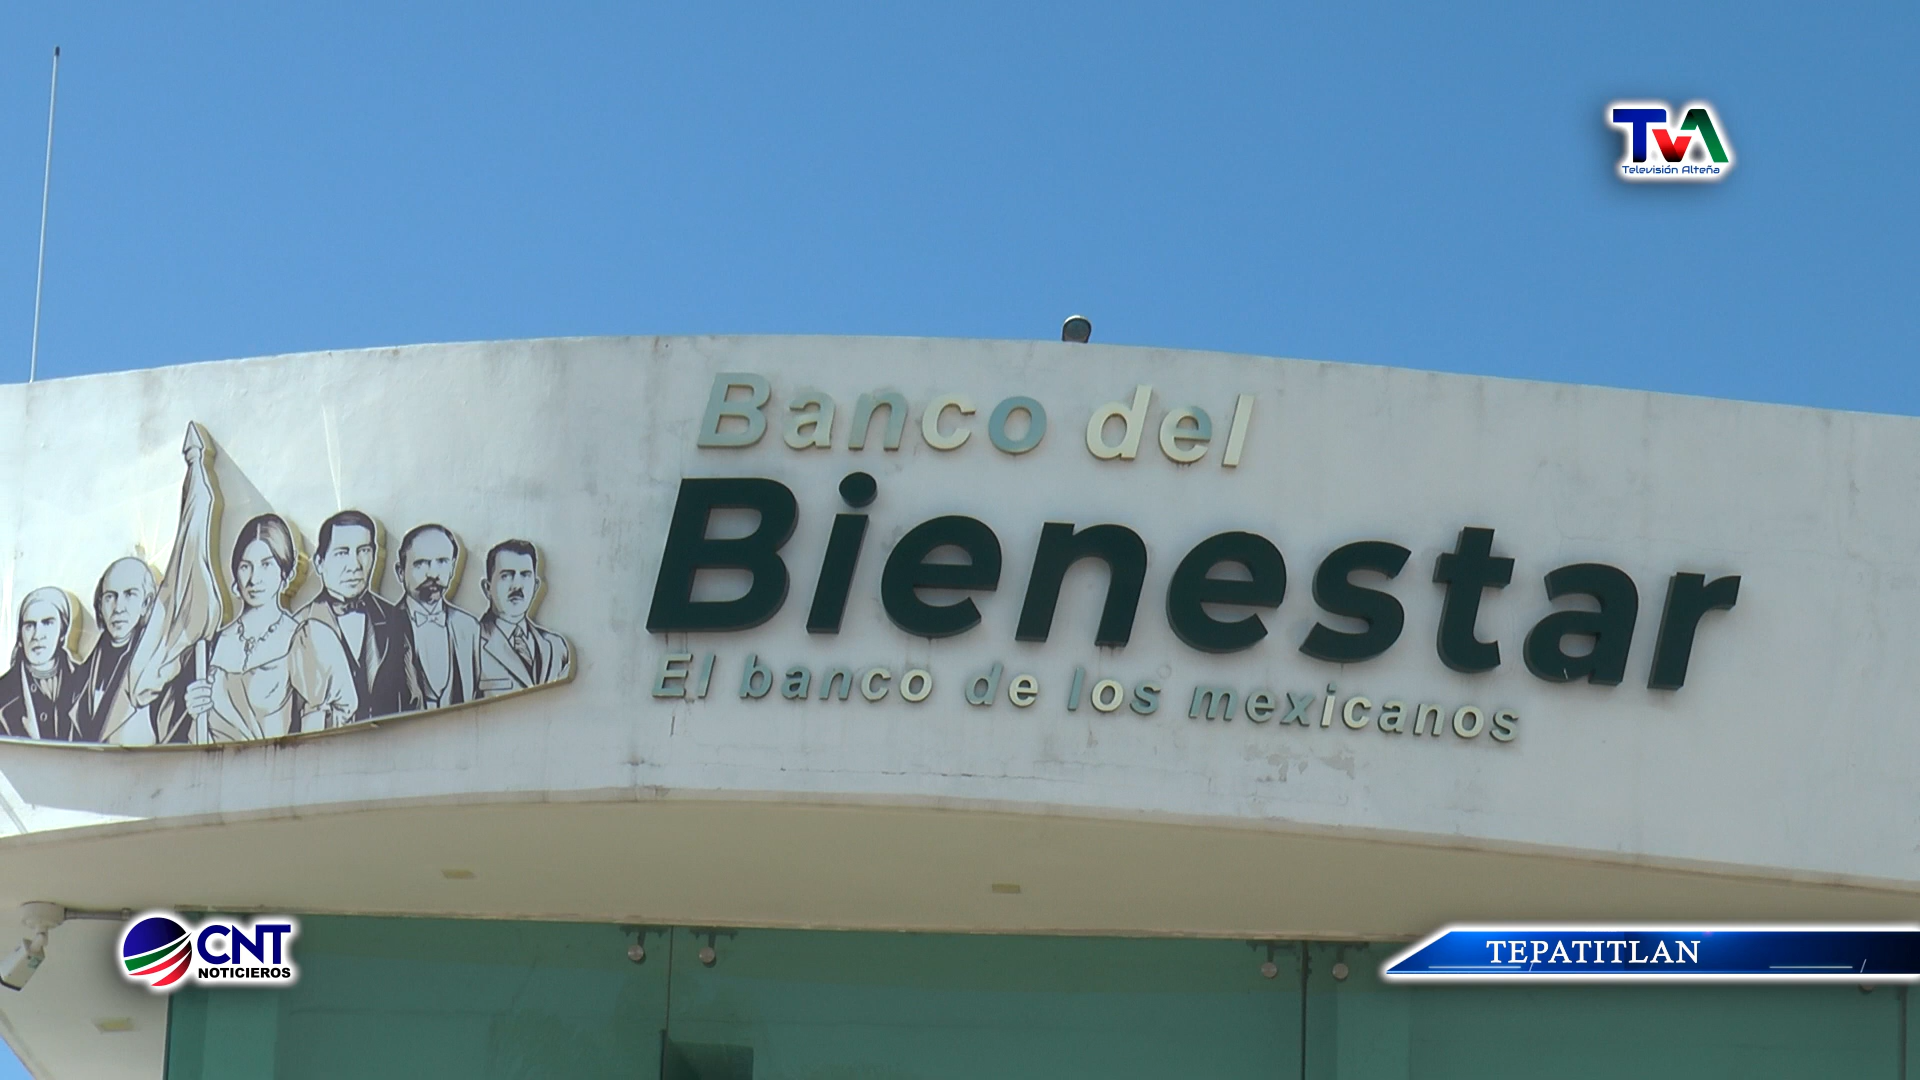 TVA
Televisión Alteña
Banco del
Bienestar
El banco de los mexicanos
CNT
NOTICIEROS
TEPATITLAN